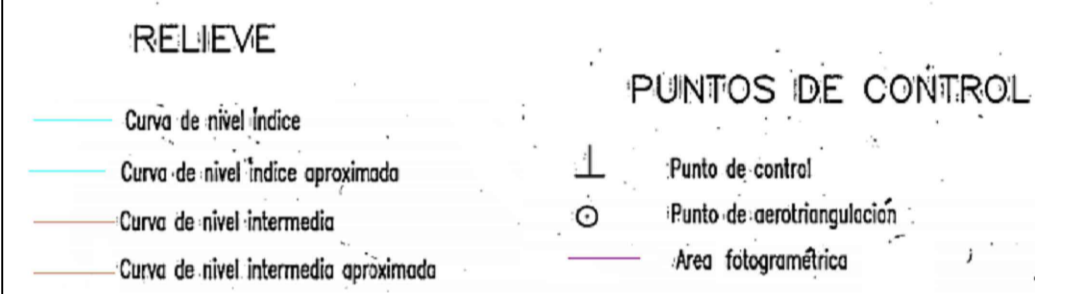 RELIEVE
Curva de nivel índice
Curva de nivel índice aproximada
Curva de nivel intermedia
Curva de nivel intermedia aproximada
PUNTOS DE CONTROL
Punto de control
Punto de aerotriangulación
Area fotogramétrica